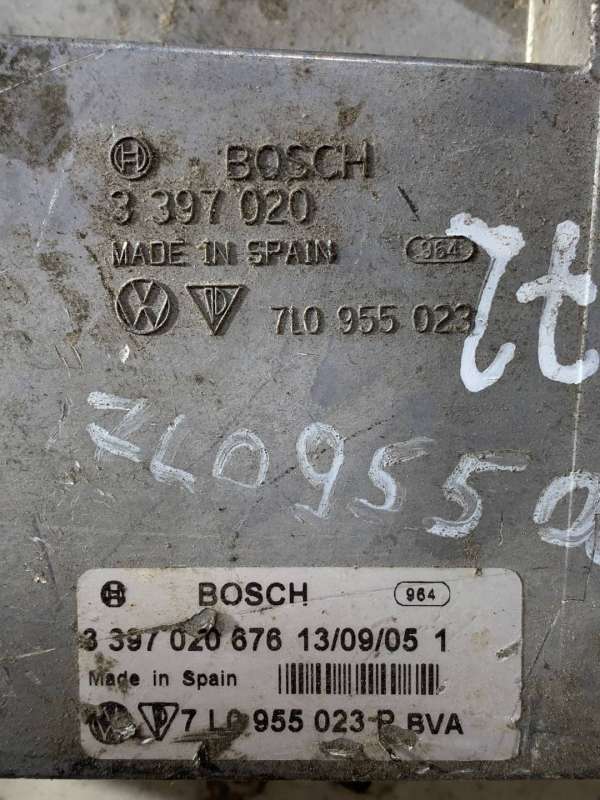 BOSCH
3 397 020
MADE IN SPAIN 964
7L0 955 023
7L0955
BOSCH 964
3 397 020 676 13/09/05 1
Made in Spain
7 L0 955 023 BVA